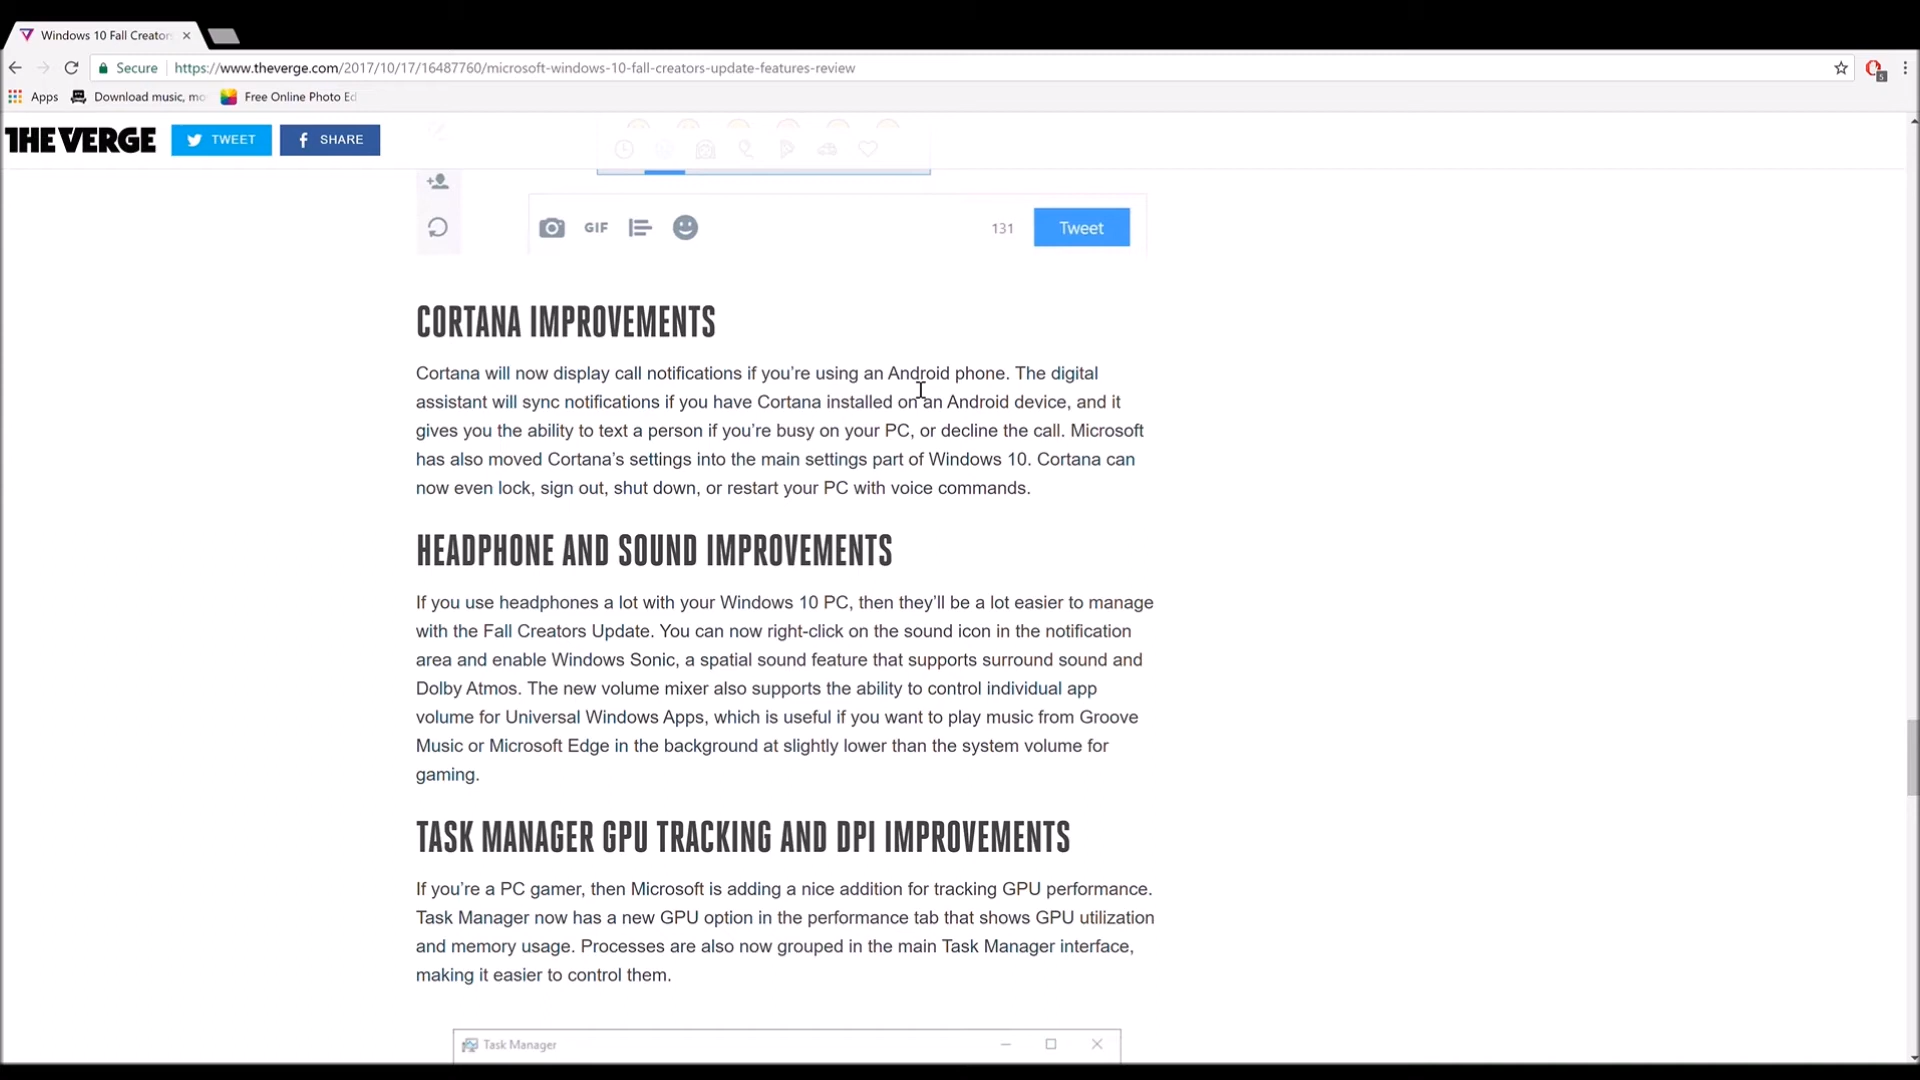 Windows 10 Fall Creator
Secure https://www.theverge.com/2017/10/17/16487760/microsoft-windows-10-fall-creators-update-features-review
5
Apps Download music, mo Free Online Photo Ed
THE VERGE TWEET SHARE
GIF 131 Tweet
CORTANA IMPROVEMENTS
Cortana will now display call notifications if you’re using an Android phone. The digital
assistant will sync notifications if you have Cortana installed on an Android device, and it
gives you the ability to text a person if you’re busy on your PC, or decline the call. Microsoft
has also moved Cortana’s settings into the main settings part of Windows 10. Cortana can
now even lock, sign out, shut down, or restart your PC with voice commands.
HEADPHONE AND SOUND IMPROVEMENTS
If you use headphones a lot with your Windows 10 PC, then they’ll be a lot easier to manage
with the Fall Creators Update. You can now right-click on the sound icon in the notification
area and enable Windows Sonic, a spatial sound feature that supports surround sound and
Dolby Atmos. The new volume mixer also supports the ability to control individual app
volume for Universal Windows Apps, which is useful if you want to play music from Groove
Music or Microsoft Edge in the background at slightly lower than the system volume for
gaming.
TASK MANAGER GPU TRACKING AND DPI IMPROVEMENTS
If you’re a PC gamer, then Microsoft is adding a nice addition for tracking GPU performance.
Task Manager now has a new GPU option in the performance tab that shows GPU utilization
and memory usage. Processes are also now grouped in the main Task Manager interface,
making it easier to control them.
Task Manager